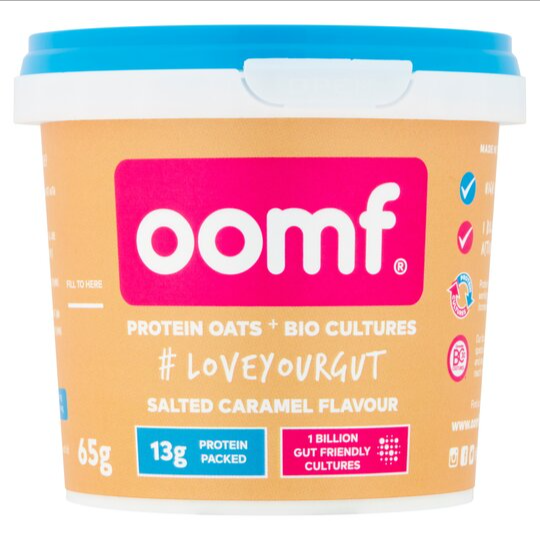 oomf®
PROTEIN OATS + BIO CULTURES
# LOVEYOURGUT
SALTED CARAMEL FLAVOUR
FILL TO HERE
65g
13g PROTEIN
PACKED
1 BILLION
GUT FRIENDLY
CULTURES
MADE